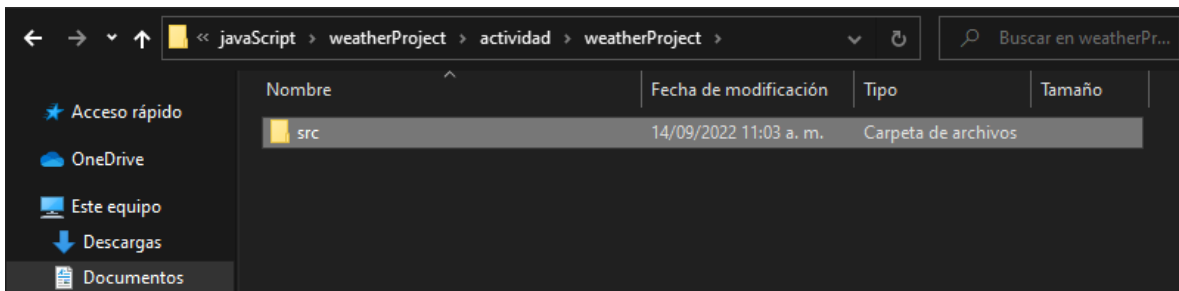 « javaScript › weatherProject › actividad › weatherProject › Buscar en weatherPr...
Nombre Fecha de modificación Tipo Tamaño
Acceso rápido
src 14/09/2022 11:03 a. m. Carpeta de archivos
OneDrive
Este equipo
Descargas
Documentos